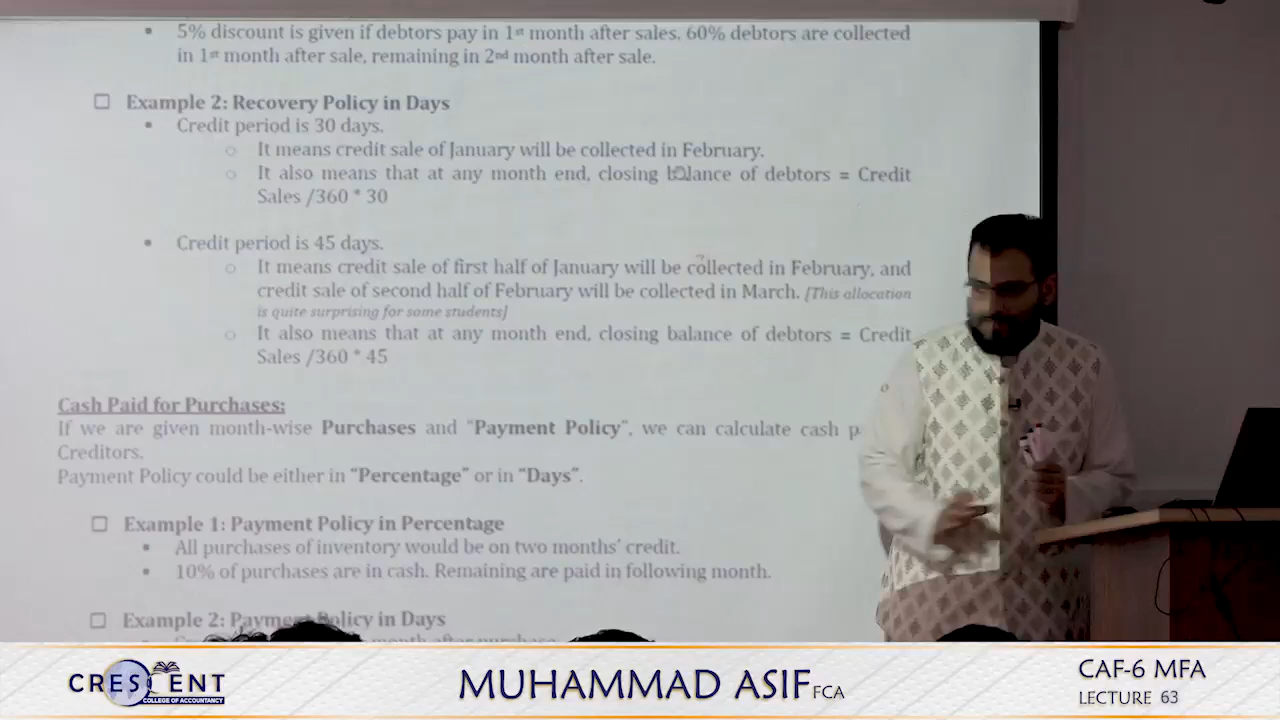 ▪ 5% discount is given if debtors pay in 1st month after sales. 60% debtors are collected
in 1st month after sale, remaining in 2nd month after sale.
☐ Example 2: Recovery Policy in Days
▪ Credit period is 30 days.
○ It means credit sale of January will be collected in February.
○ It also means that at any month end, closing balance of debtors = Credit
Sales /360 * 30
▪ Credit period is 45 days.
○ It means credit sale of first half of January will be collected in February, and
credit sale of second half of February will be collected in March. [This allocation
is quite surprising for some students]
○ It also means that at any month end, closing balance of debtors = Credit
Sales /360 * 45
Cash Paid for Purchases:
If we are given month-wise Purchases and "Payment Policy", we can calculate cash
Creditors.
Payment Policy could be either in "Percentage" or in "Days".
☐ Example 1: Payment Policy in Percentage
▪ All purchases of inventory would be on two months' credit.
▪ 10% of purchases are in cash. Remaining are paid in following month.
☐ Example 2: Payment Policy in Days
month after purchase
CRESCENT
COLLEGE OF ACCOUNTANCY
MUHAMMAD ASIF FCA
CAF-6 MFA
LECTURE 63